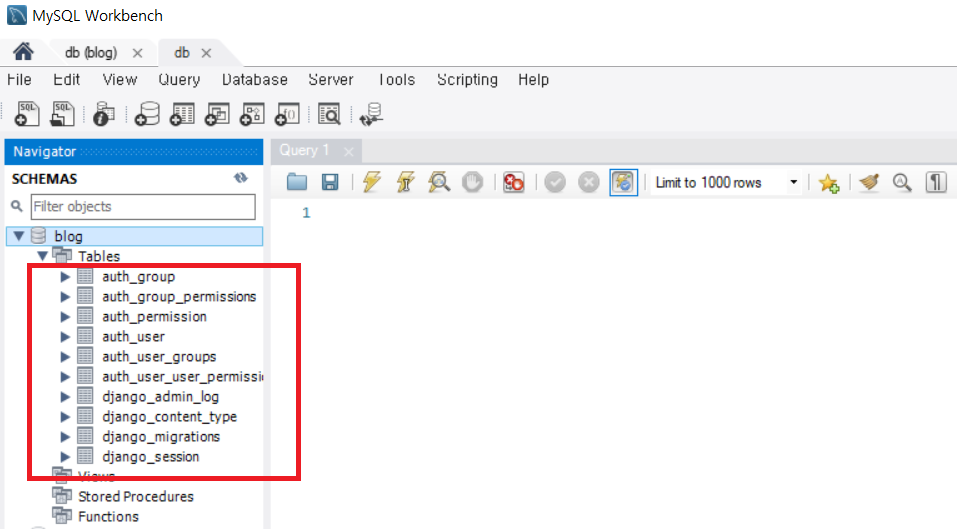 MySQL Workbench
db (blog) db
File Edit View Query Database Server Tools Scripting Help
SQL SQL
Navigator
Query 1
SCHEMAS
Limit to 1000 rows
Filter objects
1
blog
Tables
auth_group
auth_group_permissions
auth_permission
auth_user
auth_user_groups
auth_user_user_permissi
django_admin_log
django_content_type
django_migrations
django_session
Views
Stored Procedures
Functions